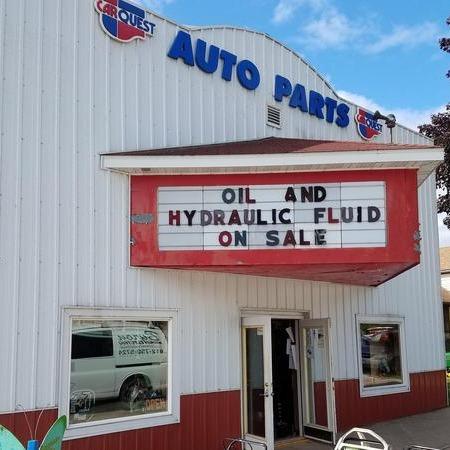 CARQUEST
AUTO PARTS
CARQUEST
OIL AND
HYDRAULIC FLUID
ON SALE